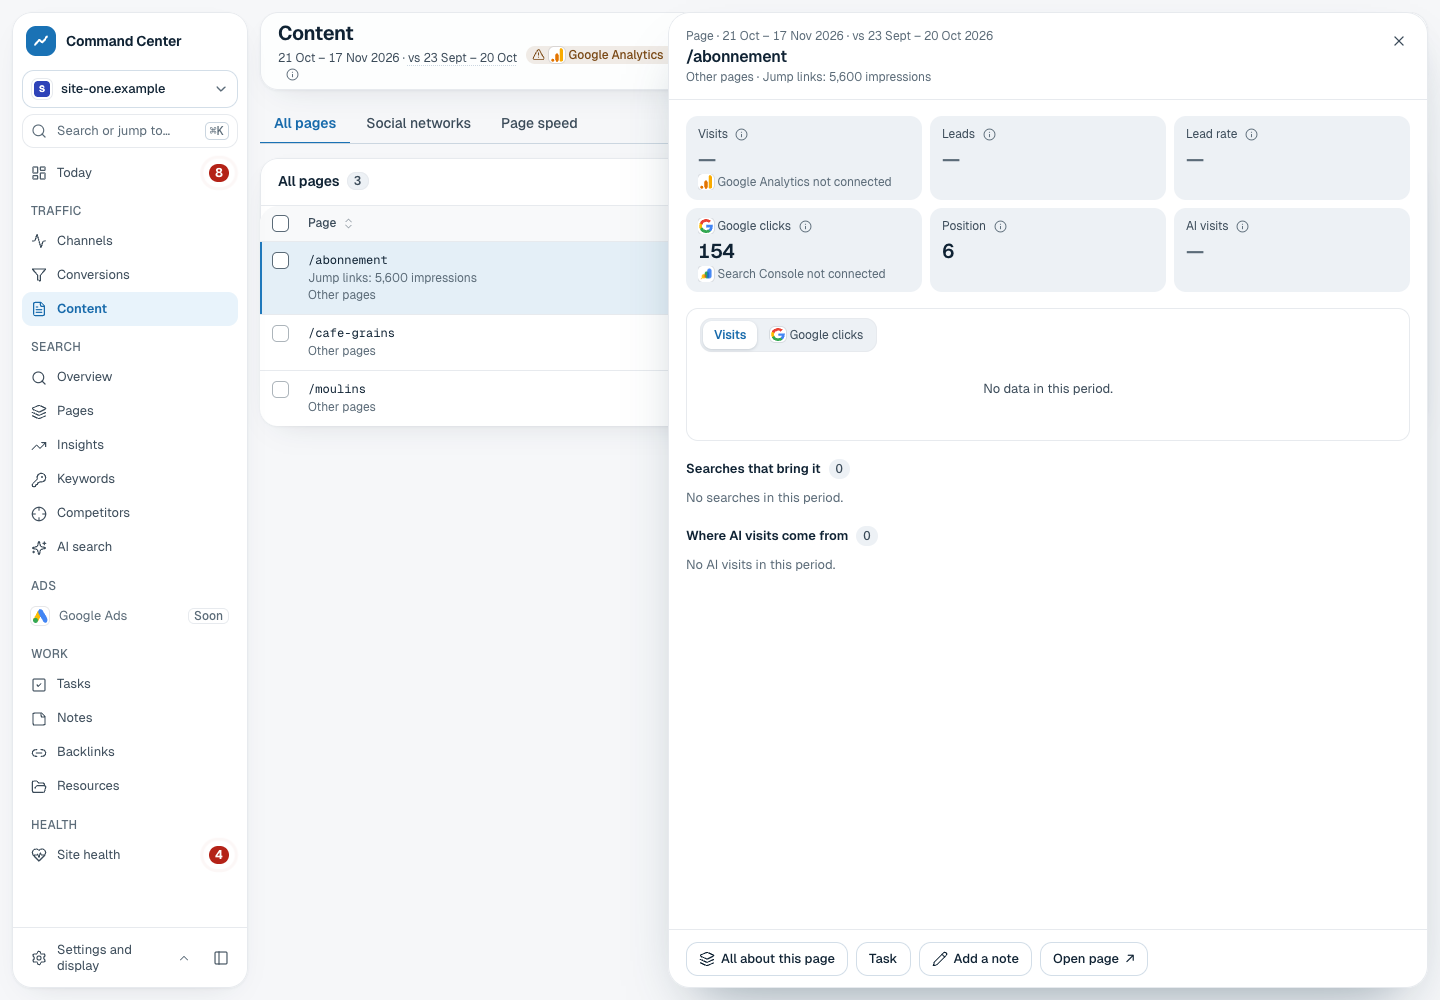 Command Center
S site-one.example
Search or jump to… ⌘K
Today 8
TRAFFIC
Channels
Conversions
Content
SEARCH
Overview
Pages
Insights
Keywords
Competitors
AI search
ADS
Google Ads Soon
WORK
Tasks
Notes
Backlinks
Resources
HEALTH
Site health 4
Settings and
display
Content
21 Oct – 17 Nov 2026 · vs 23 Sept – 20 Oct
Google Analytics
All pages Social networks Page speed
All pages 3
Page
/abonnement
Jump links: 5,600 impressions
Other pages
/cafe-grains
Other pages
/moulins
Other pages
Page · 21 Oct – 17 Nov 2026 · vs 23 Sept – 20 Oct 2026
/abonnement
Other pages · Jump links: 5,600 impressions
Visits
—
Google Analytics not connected
Leads
—
Lead rate
—
Google clicks
154
Search Console not connected
Position
6
AI visits
—
Visits Google clicks
No data in this period.
Searches that bring it 0
No searches in this period.
Where AI visits come from 0
No AI visits in this period.
All about this page Task Add a note Open page